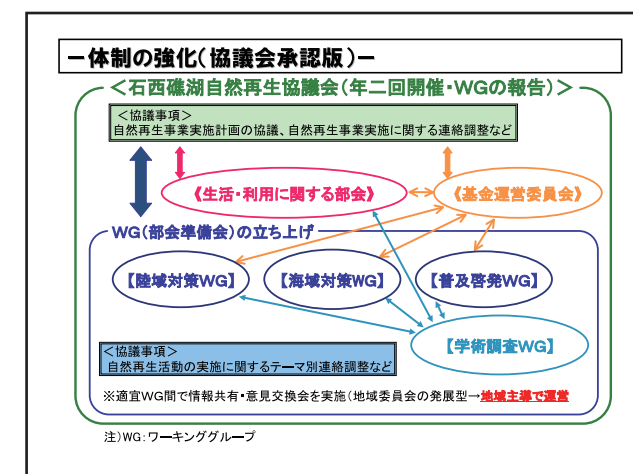 －体制の強化（協議会承認版）－
＜石西礁湖自然再生協議会（年二回開催・WGの報告）＞
＜協議事項＞
自然再生事業実施計画の協議、自然再生事業実施に関する連絡調整など
《生活・利用に関する部会》
《基金運営委員会》
WG（部会準備会）の立ち上げ
【陸域対策WG】
【海域対策WG】
【普及啓発WG】
【学術調査WG】
＜協議事項＞
自然再生活動の実施に関するテーマ別連絡調整など
※適宜WG間で情報共有・意見交換会を実施（地域委員会の発展型→地域主導で運営
注）WG：ワーキンググループ